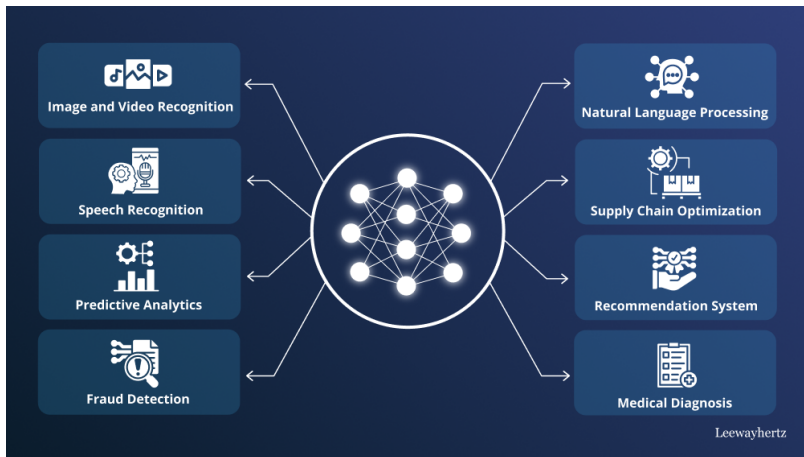 Image and Video Recognition
Speech Recognition
Predictive Analytics
Fraud Detection
Natural Language Processing
Supply Chain Optimization
Recommendation System
Medical Diagnosis
Leewayhertz